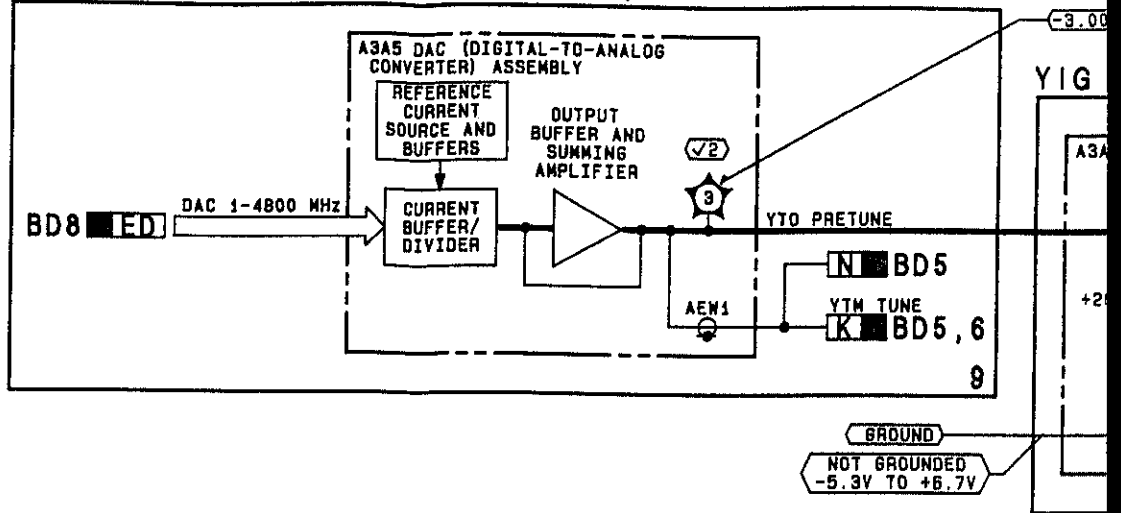 -3.00
YIG
A3A
A3A5 DAC (DIGITAL-TO-ANALOG
CONVERTER) ASSEMBLY
REFERENCE
CURRENT
SOURCE AND
BUFFERS
OUTPUT
BUFFER AND
SUMMING
AMPLIFIER
√2
3
BD8 ED
DAC 1-4800 MHz
CURRENT
BUFFER/
DIVIDER
YTO PRETUNE
N BD5
AEW1
YTM TUNE
K BD5,6
+2
9
GROUND
NOT GROUNDED
-5.3V TO +6.7V